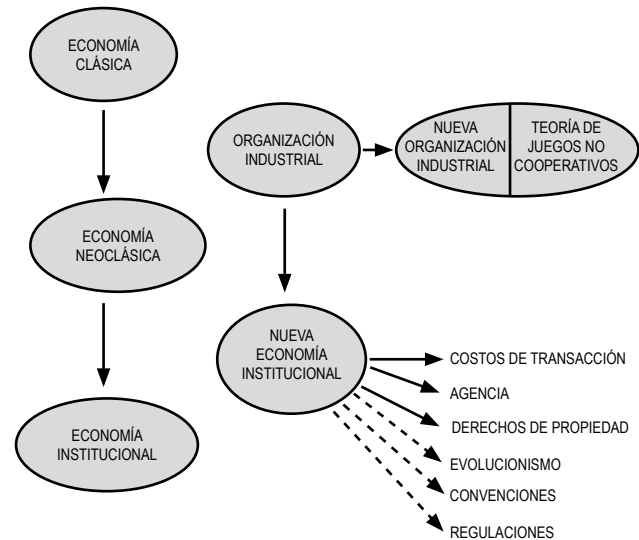 ECONOMÍA
CLÁSICA
ORGANIZACIÓN
INDUSTRIAL
NUEVA
ORGANIZACIÓN
INDUSTRIAL
TEORÍA DE
JUEGOS NO
COOPERATIVOS
ECONOMÍA
NEOCLÁSICA
NUEVA
ECONOMÍA
INSTITUCIONAL
COSTOS DE TRANSACCIÓN
AGENCIA
DERECHOS DE PROPIEDAD
EVOLUCIONISMO
CONVENCIONES
REGULACIONES
ECONOMÍA
INSTITUCIONAL